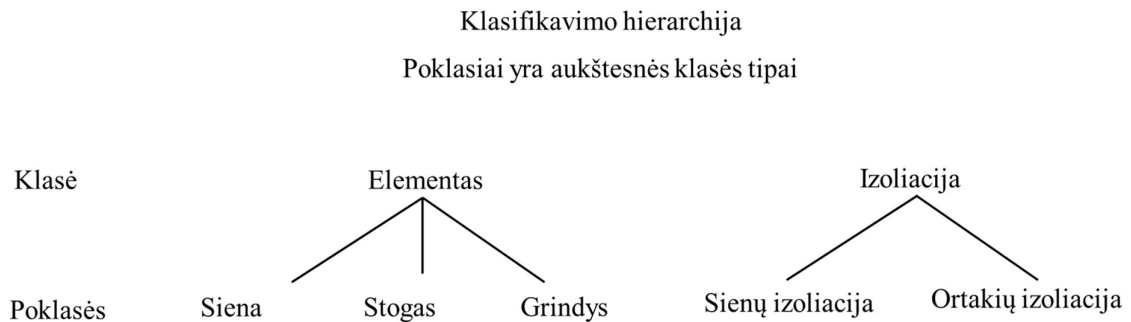 Klasifikavimo hierarchija
Poklasiai yra aukštesnės klasės tipai
Klasė Elementas Izoliacija
Poklasės Siena Stogas Grindys Sienų izoliacija Ortakių izoliacija